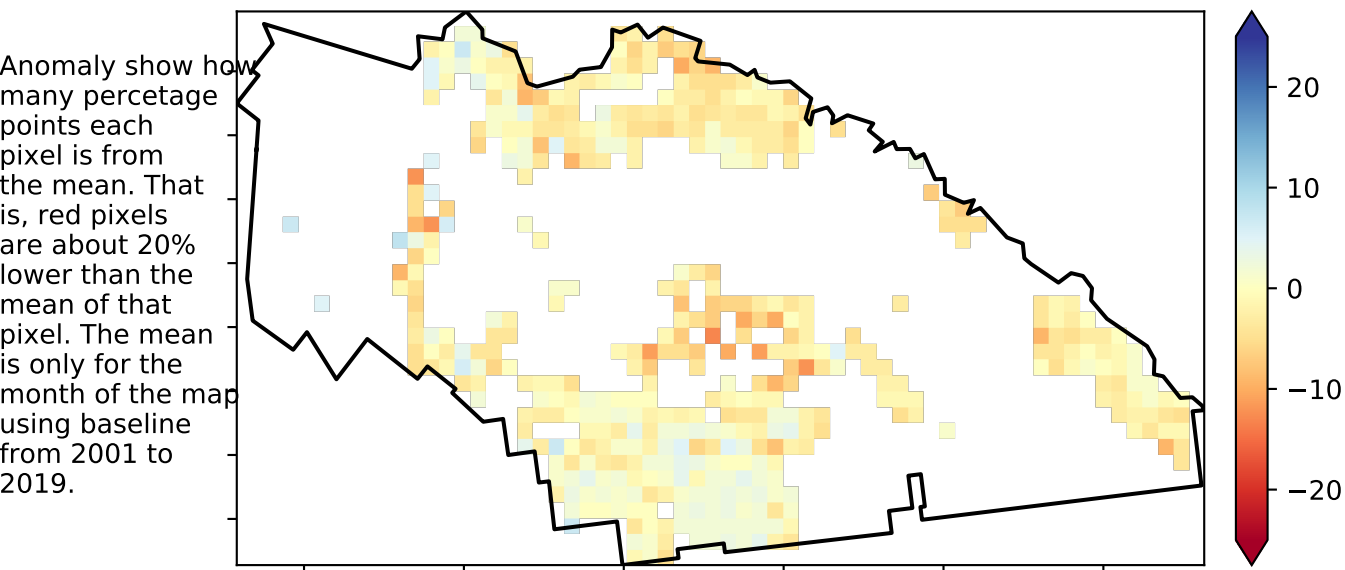 Anomaly show how
many percetage
points each
pixel is from
the mean. That
is, red pixels
are about 20%
lower than the
mean of that
pixel. The mean
is only for the
month of the map
using baseline
from 2001 to
2019.
20
10
0
−10
−20